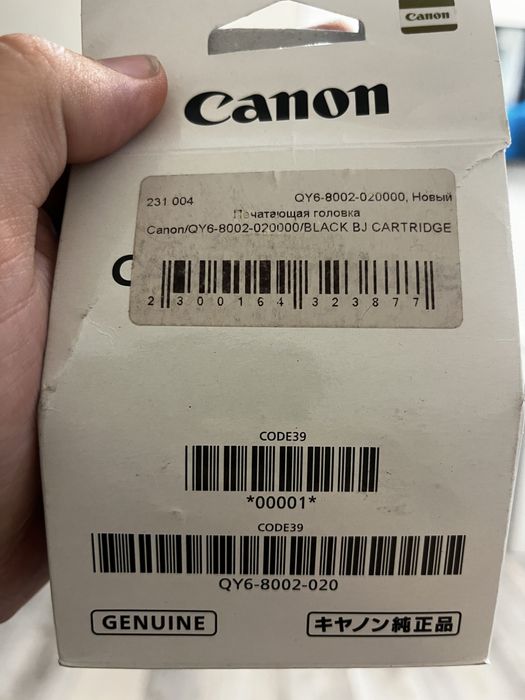 Canon
Canon
231 004 QY6-8002-020000, Новый
Печатающая головка
Canon/QY6-8002-020000/BLACK BJ CARTRIDGE
C
2 300164 323877
CODE39
*00001*
CODE39
QY6-8002-020
GENUINE キヤノン純正品